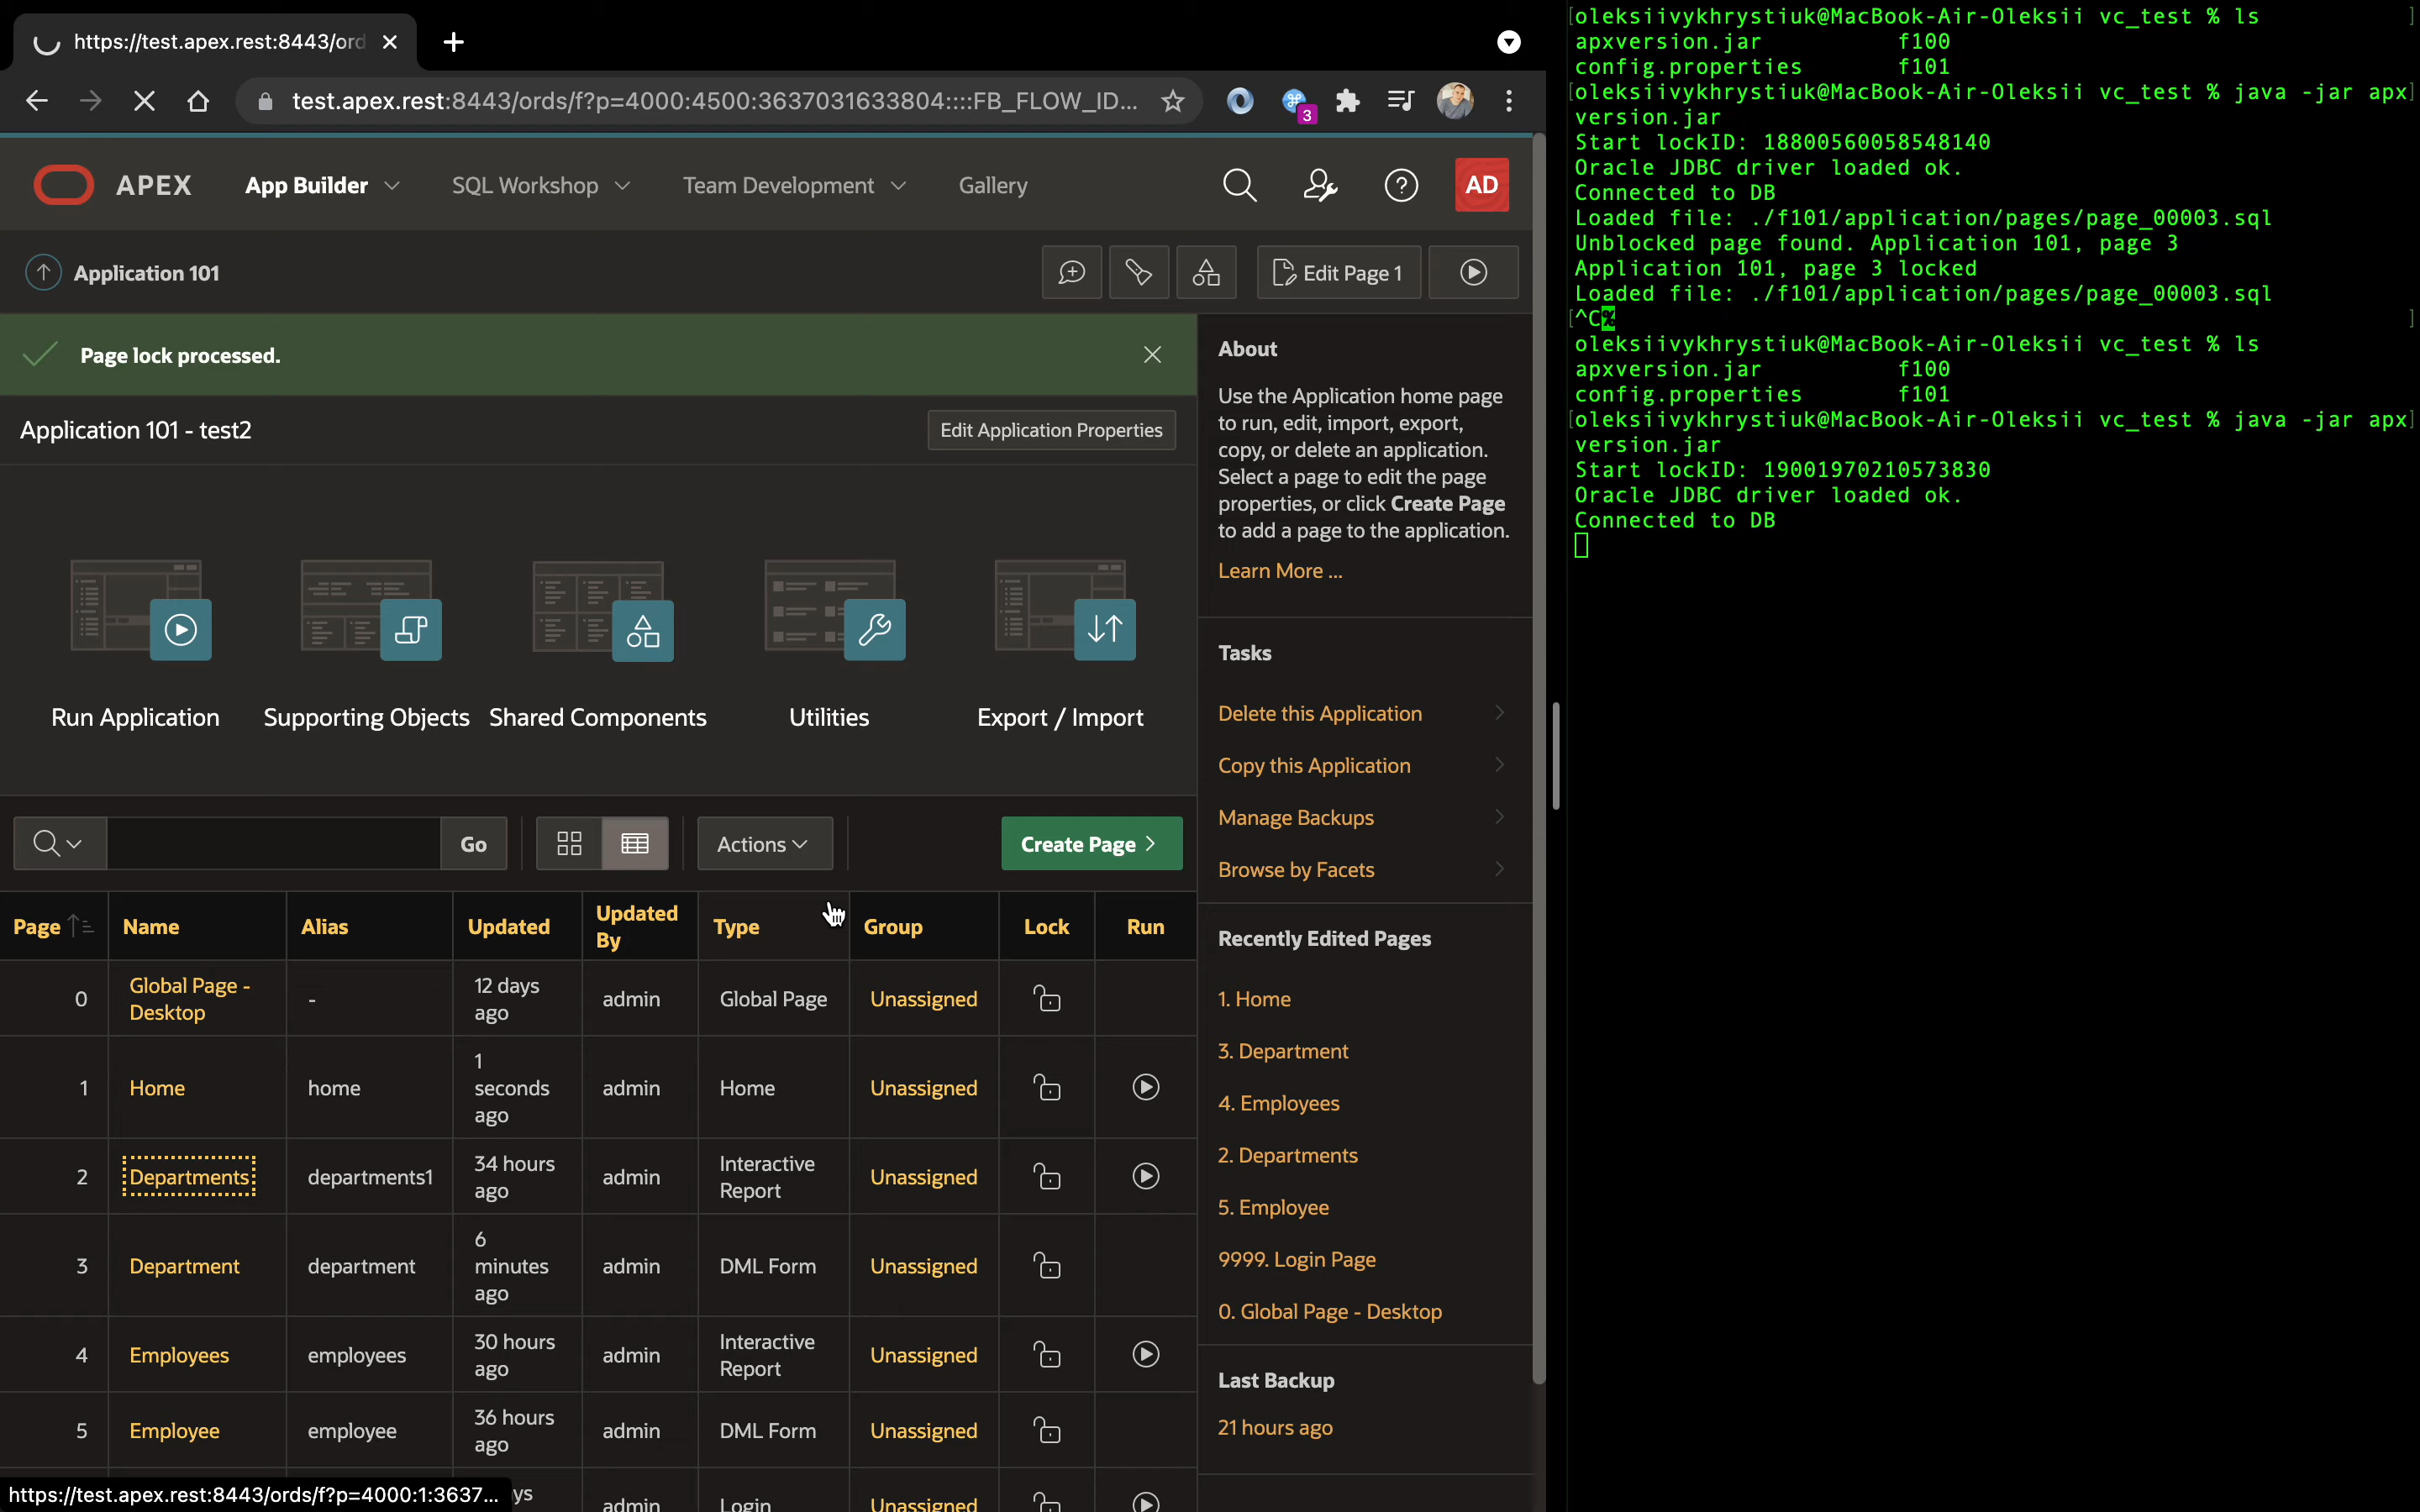 https://test.apex.rest:8443/ord
test.apex.rest:8443/ords/f?p=4000:4500:3637031633804::::FB_FLOW_ID...
3
APEX
App Builder
SQL Workshop
Team Development
Gallery
AD
Application 101
Edit Page 1
Page lock processed.
Application 101 - test2
Edit Application Properties
Run Application
Supporting Objects
Shared Components
Utilities
Export / Import
Go
Actions
Create Page
Page Name Alias Updated Updated By Type Group Lock Run
0 Global Page - Desktop - 12 days ago admin Global Page Unassigned
1 Home home 1 seconds ago admin Home Unassigned
2 Departments departments1 34 hours ago admin Interactive Report Unassigned
3 Department department 6 minutes ago admin DML Form Unassigned
4 Employees employees 30 hours ago admin Interactive Report Unassigned
5 Employee employee 36 hours ago admin DML Form Unassigned
ys admin Login Unassigned
https://test.apex.rest:8443/ords/f?p=4000:1:3637...
About
Use the Application home page
to run, edit, import, export,
copy, or delete an application.
Select a page to edit the page
properties, or click Create Page
to add a page to the application.
Learn More ...
Tasks
Delete this Application
Copy this Application
Manage Backups
Browse by Facets
Recently Edited Pages
1. Home
3. Department
4. Employees
2. Departments
5. Employee
9999. Login Page
0. Global Page - Desktop
Last Backup
21 hours ago
[oleksiivykhrystiuk@MacBook-Air-Oleksii vc_test % ls ]
apxversion.jar f100
config.properties f101
[oleksiivykhrystiuk@MacBook-Air-Oleksii vc_test % java -jar apx]
version.jar
Start lockID: 18800560058548140
Oracle JDBC driver loaded ok.
Connected to DB
Loaded file: ./f101/application/pages/page_00003.sql
Unblocked page found. Application 101, page 3
Application 101, page 3 locked
Loaded file: ./f101/application/pages/page_00003.sql
[^C% ]
oleksiivykhrystiuk@MacBook-Air-Oleksii vc_test % ls
apxversion.jar f100
config.properties f101
[oleksiivykhrystiuk@MacBook-Air-Oleksii vc_test % java -jar apx]
version.jar
Start lockID: 19001970210573830
Oracle JDBC driver loaded ok.
Connected to DB